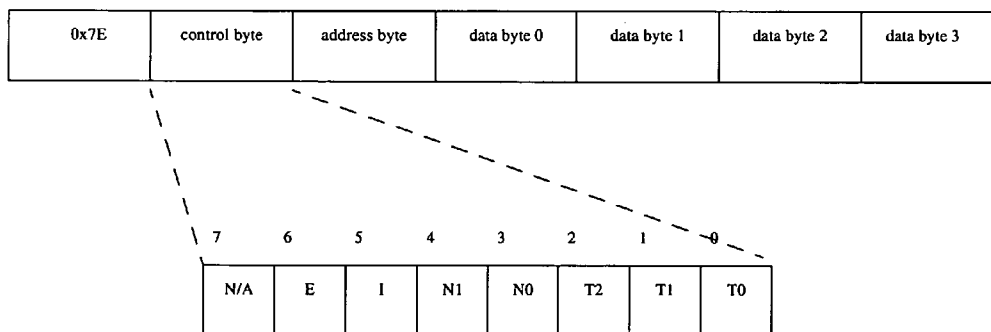 0x7E control byte address byte data byte 0 data byte 1 data byte 2 data byte 3
7 6 5 4 3 2 1 0
N/A E I N1 N0 T2 T1 T0